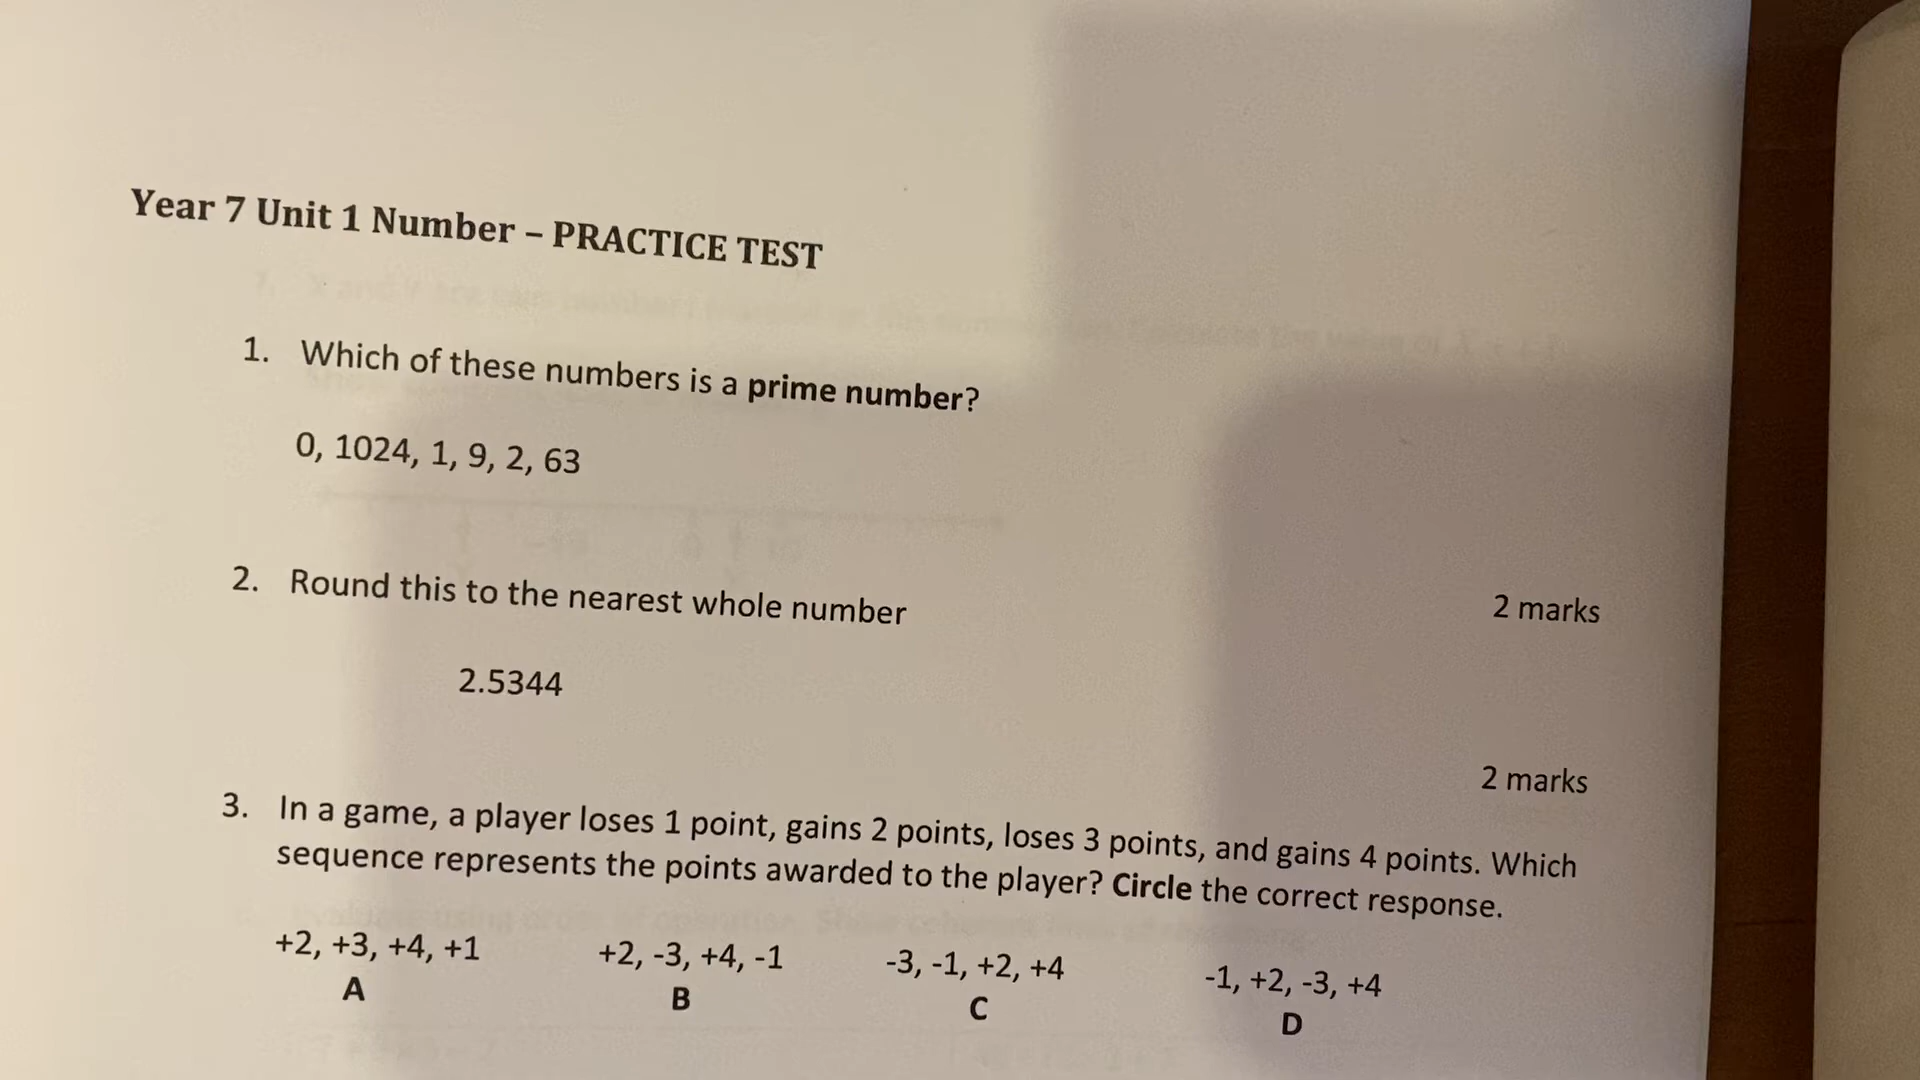 Year 7 Unit 1 Number – PRACTICE TEST
1. Which of these numbers is a prime number?
0, 1024, 1, 9, 2, 63
2. Round this to the nearest whole number
2 marks
2.5344
2 marks
3. In a game, a player loses 1 point, gains 2 points, loses 3 points, and gains 4 points. Which
sequence represents the points awarded to the player? Circle the correct response.
+2, +3, +4, +1 +2, -3, +4, -1 -3, -1, +2, +4 -1, +2, -3, +4
A B C D